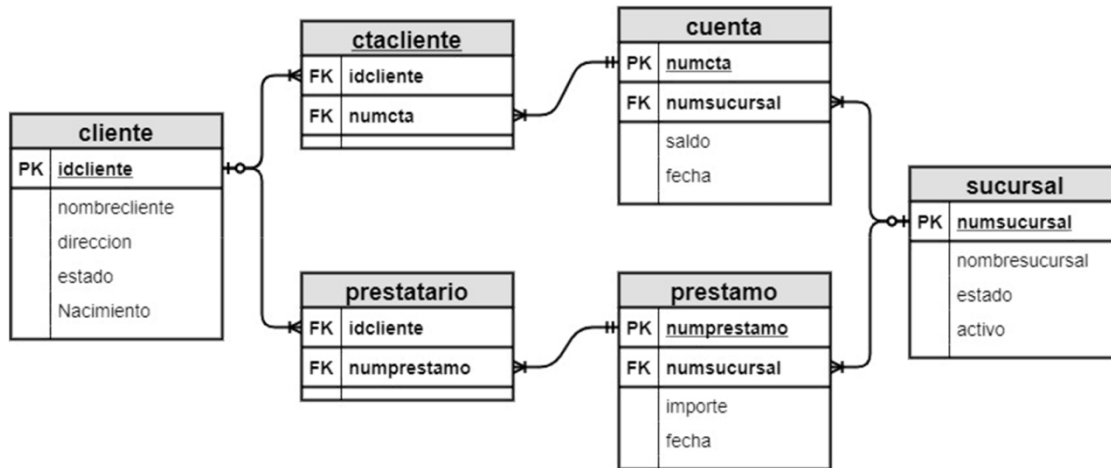 cliente
PK idcliente
nombrecliente
direccion
estado
Nacimiento
ctacliente
FK idcliente
FK numcta
prestatario
FK idcliente
FK numprestamo
cuenta
PK numcta
FK numsucursal
saldo
fecha
prestamo
PK numprestamo
FK numsucursal
importe
fecha
sucursal
PK numsucursal
nombresucursal
estado
activo